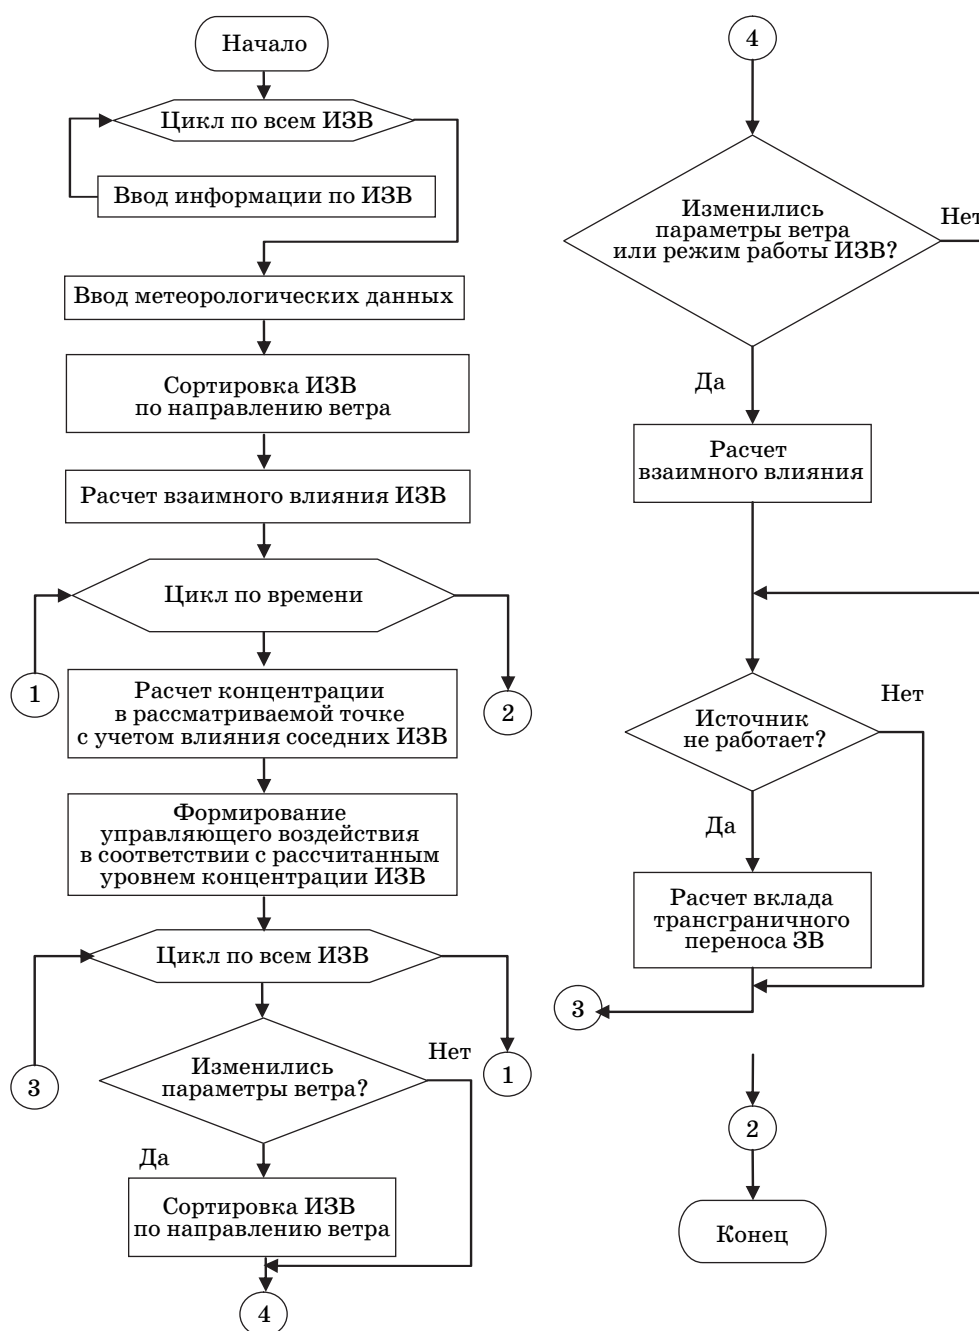 Начало
Цикл по всем ИЗВ
Ввод информации по ИЗВ
Ввод метеорологических данных
Сортировка ИЗВ
по направлению ветра
Расчет взаимного влияния ИЗВ
Цикл по времени
1
2
Расчет концентрации
в рассматриваемой точке
с учетом влияния соседних ИЗВ
Формирование
управляющего воздействия
в соответствии с рассчитанным
уровнем концентрации ИЗВ
Цикл по всем ИЗВ
3
1
Изменились
параметры ветра?
Нет
Да
Сортировка ИЗВ
по направлению ветра
4
4
Изменились
параметры ветра
или режим работы ИЗВ?
Нет
Да
Расчет
взаимного влияния
Источник
не работает?
Нет
Да
Расчет вклада
трансграничного
переноса ЗВ
3
2
Конец